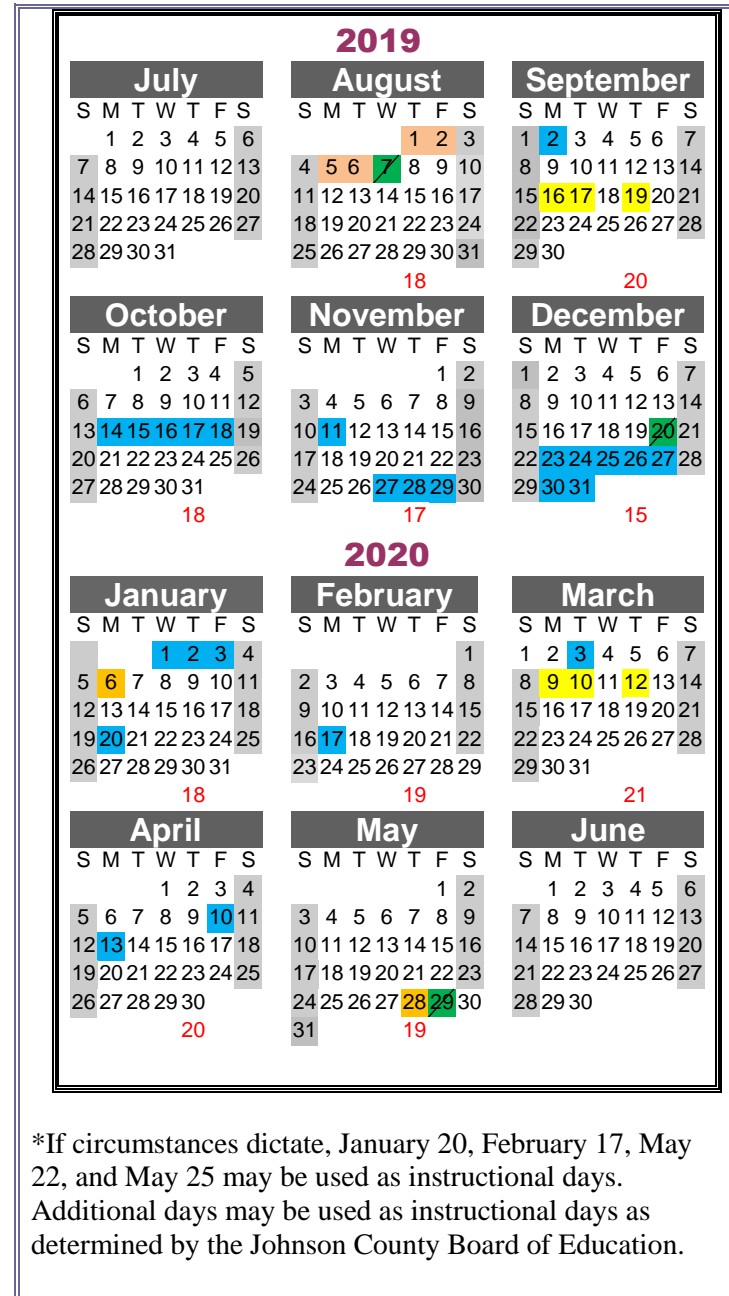 2019
July August September
S M T W T F S S M T W T F S S M T W T F S
1 2 3 4 5 6 1 2 3 1 2 3 4 5 6 7
7 8 9 10 11 12 13 4 5 6 7 8 9 10 8 9 10 11 12 13 14
14 15 16 17 18 19 20 11 12 13 14 15 16 17 15 16 17 18 19 20 21
21 22 23 24 25 26 27 18 19 20 21 22 23 24 22 23 24 25 26 27 28
28 29 30 31 25 26 27 28 29 30 31 29 30
18 20
October November December
S M T W T F S S M T W T F S S M T W T F S
1 2 3 4 5 1 2 1 2 3 4 5 6 7
6 7 8 9 10 11 12 3 4 5 6 7 8 9 8 9 10 11 12 13 14
13 14 15 16 17 18 19 10 11 12 13 14 15 16 15 16 17 18 19 20 21
20 21 22 23 24 25 26 17 18 19 20 21 22 23 22 23 24 25 26 27 28
27 28 29 30 31 24 25 26 27 28 29 30 29 30 31
18 17 15
2020
January February March
S M T W T F S S M T W T F S S M T W T F S
1 2 3 4 1 1 2 3 4 5 6 7
5 6 7 8 9 10 11 2 3 4 5 6 7 8 8 9 10 11 12 13 14
12 13 14 15 16 17 18 9 10 11 12 13 14 15 15 16 17 18 19 20 21
19 20 21 22 23 24 25 16 17 18 19 20 21 22 22 23 24 25 26 27 28
26 27 28 29 30 31 23 24 25 26 27 28 29 29 30 31
18 19 21
April May June
S M T W T F S S M T W T F S S M T W T F S
1 2 3 4 1 2 1 2 3 4 5 6
5 6 7 8 9 10 11 3 4 5 6 7 8 9 7 8 9 10 11 12 13
12 13 14 15 16 17 18 10 11 12 13 14 15 16 14 15 16 17 18 19 20
19 20 21 22 23 24 25 17 18 19 20 21 22 23 21 22 23 24 25 26 27
26 27 28 29 30 24 25 26 27 28 29 30 28 29 30
20 31 19
*If circumstances dictate, January 20, February 17, May
22, and May 25 may be used as instructional days.
Additional days may be used as instructional days as
determined by the Johnson County Board of Education.